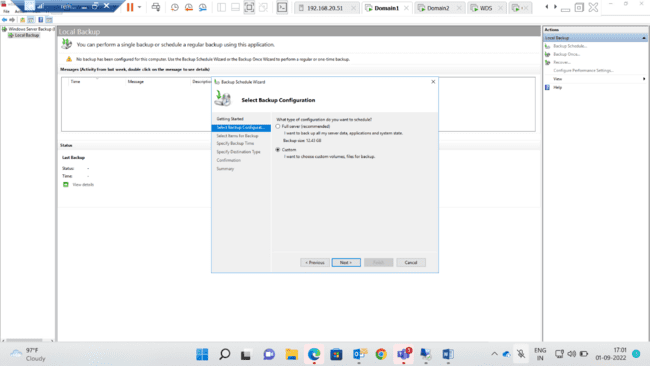 rem...
192.168.20.51
Domain1
Domain2
WDS
File
Windows Server Backup (L
Local Backup
Local Backup
You can perform a single backup or schedule a regular backup using this application.
No backup has been configured for this computer. Use the Backup Schedule Wizard or the Backup Once Wizard to perform a regular or one-time backup.
Messages (Activity from last week, double click on the message to see details)
Time
Message
Description
Status
Last Backup
Status: -
Time: -
View details
Backup Schedule Wizard
Select Backup Configuration
Getting Started
Select Backup Configurat...
Select Items for Backup
Specify Backup Time
Specify Destination Type
Confirmation
Summary
What type of configuration do you want to schedule?
Full server (recommended)
I want to back up all my server data, applications and system state.
Backup size: 12.43 GB
Custom
I want to choose custom volumes, files for backup.
< Previous
Next >
Finish
Cancel
Actions
Local Backup
Backup Schedule...
Backup Once...
Recover...
Configure Performance Settings...
View
Help
97°F
Cloudy
5
ENG
IN
17:01
01-09-2022